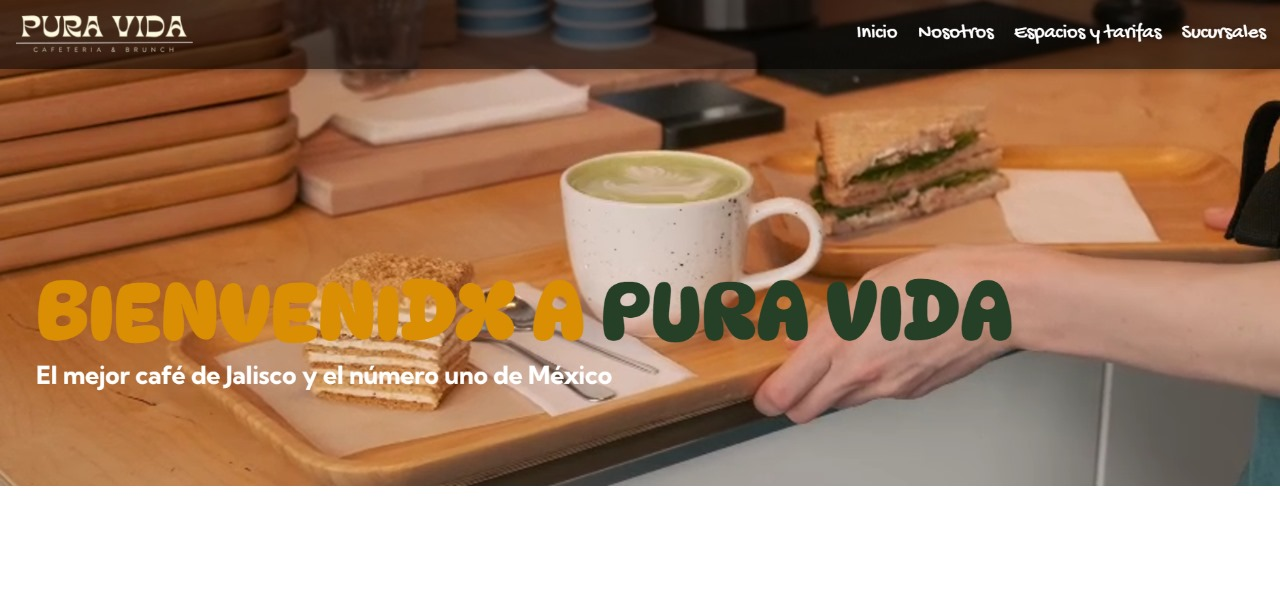 PURA VIDA
CAFETERIA & BRUNCH
Inicio Nosotros Espacios y tarifas Sucursales
BIENVENIDX A PURA VIDA
El mejor café de Jalisco y el número uno de México